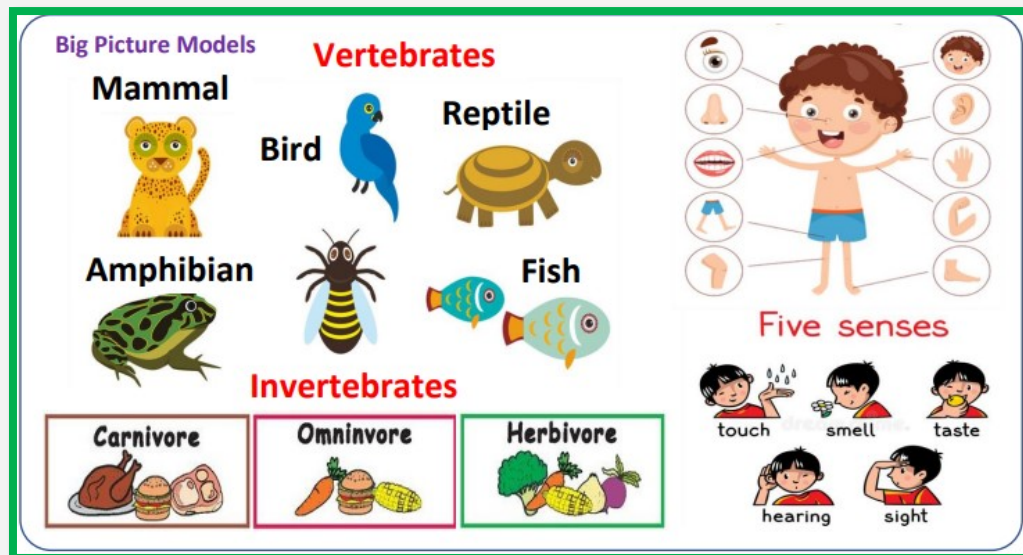 Big Picture Models
Vertebrates
Mammal
Bird
Reptile
Amphibian
Fish
Invertebrates
Carnivore
Omninvore
Herbivore
Five senses
touch
smell
taste
hearing
sight